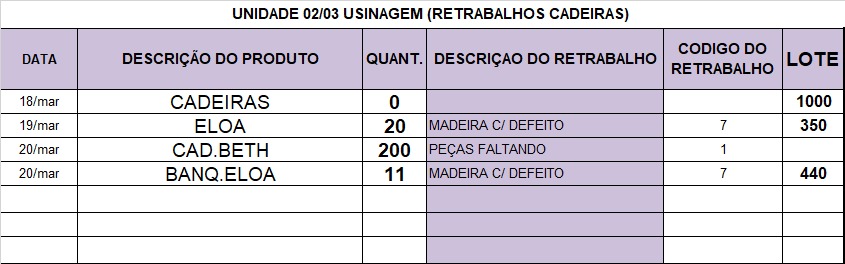 UNIDADE 02/03 USINAGEM (RETRABALHOS CADEIRAS)
DATA DESCRIÇÃO DO PRODUTO QUANT. DESCRIÇAO DO RETRABALHO CODIGO DO RETRABALHO LOTE
18/mar CADEIRAS 0 1000
19/mar ELOA 20 MADEIRA C/ DEFEITO 7 350
20/mar CAD.BETH 200 PEÇAS FALTANDO 1
20/mar BANQ.ELOA 11 MADEIRA C/ DEFEITO 7 440